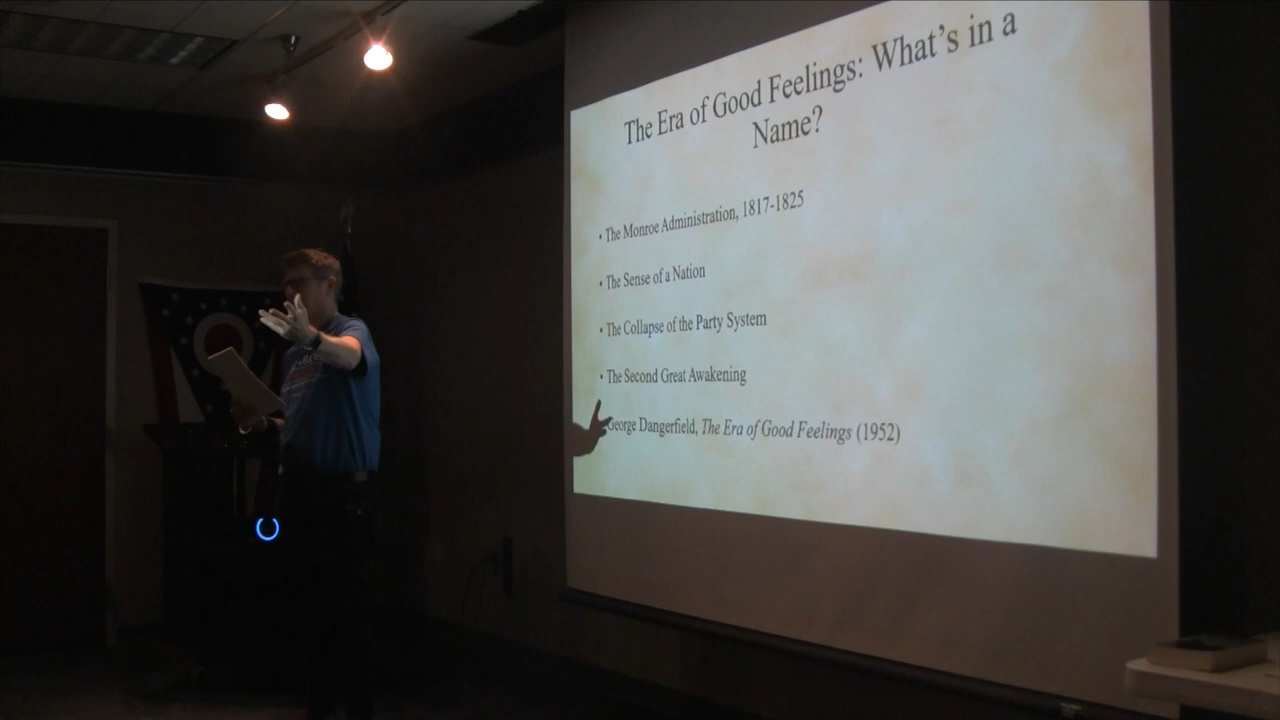 The Era of Good Feelings: What's in a
Name?
• The Monroe Administration, 1817-1825
• The Sense of a Nation
• The Collapse of the Party System
• The Second Great Awakening
George Dangerfield, The Era of Good Feelings (1952)